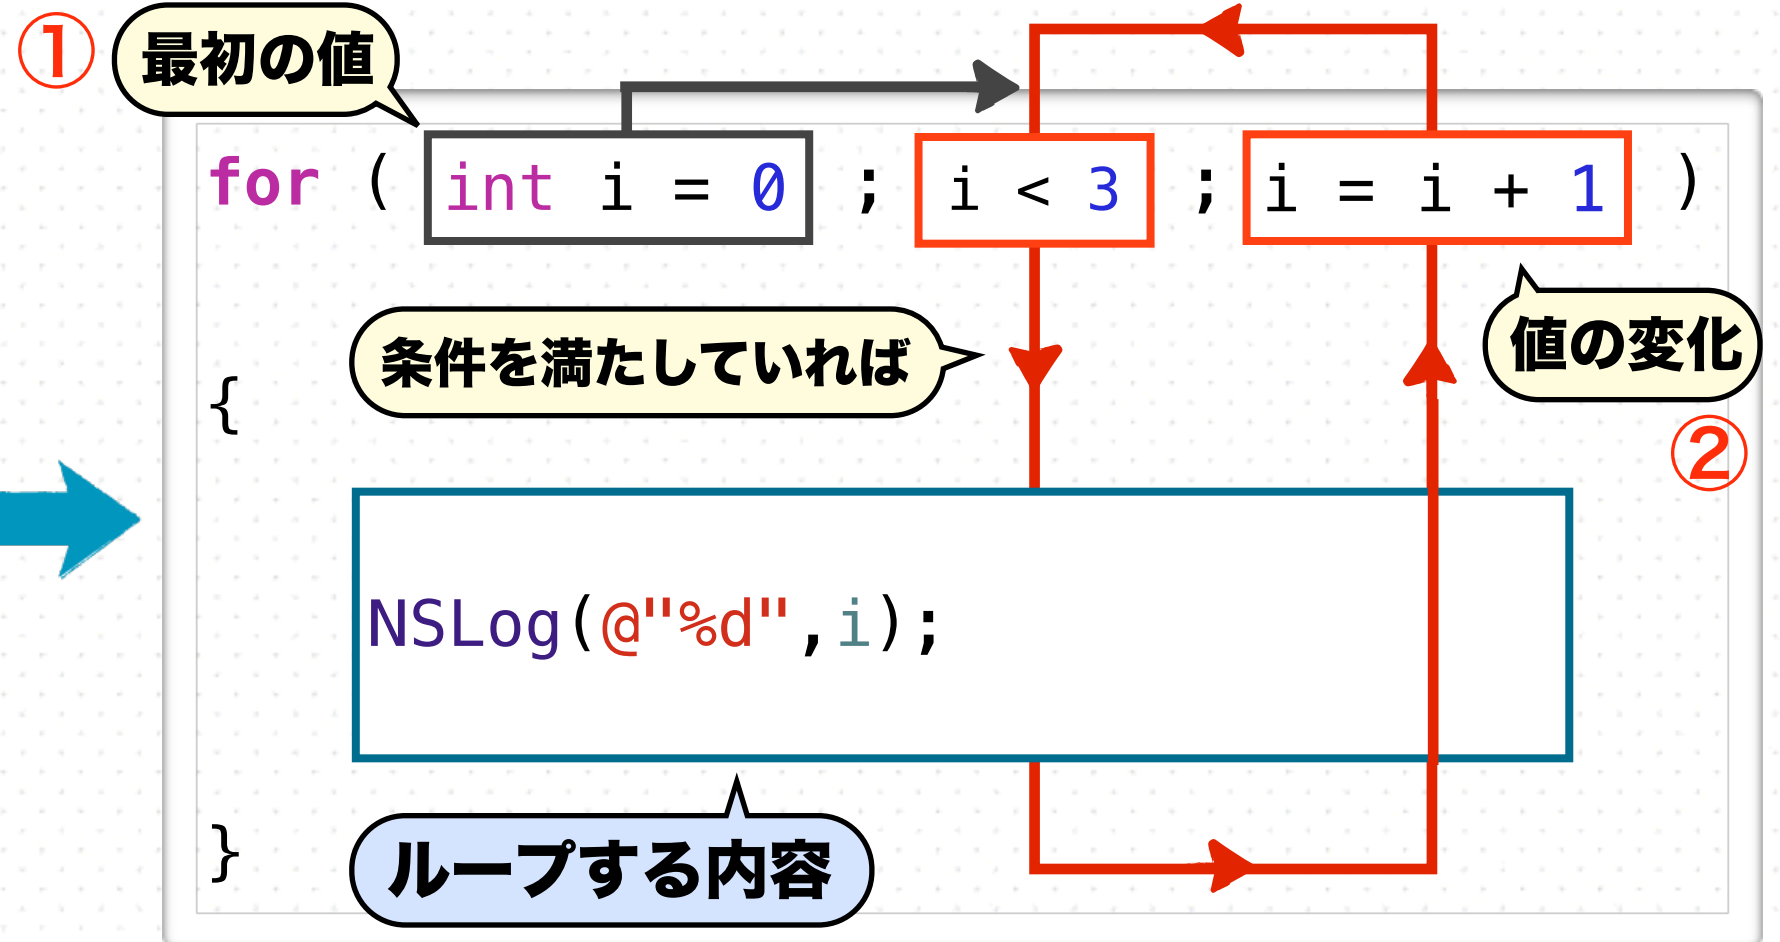 ① 最初の値
for ( int i = 0 ; i < 3 ; i = i + 1 )
条件を満たしていれば
値の変化
{
②
NSLog(@"%d",i);
}
ループする内容